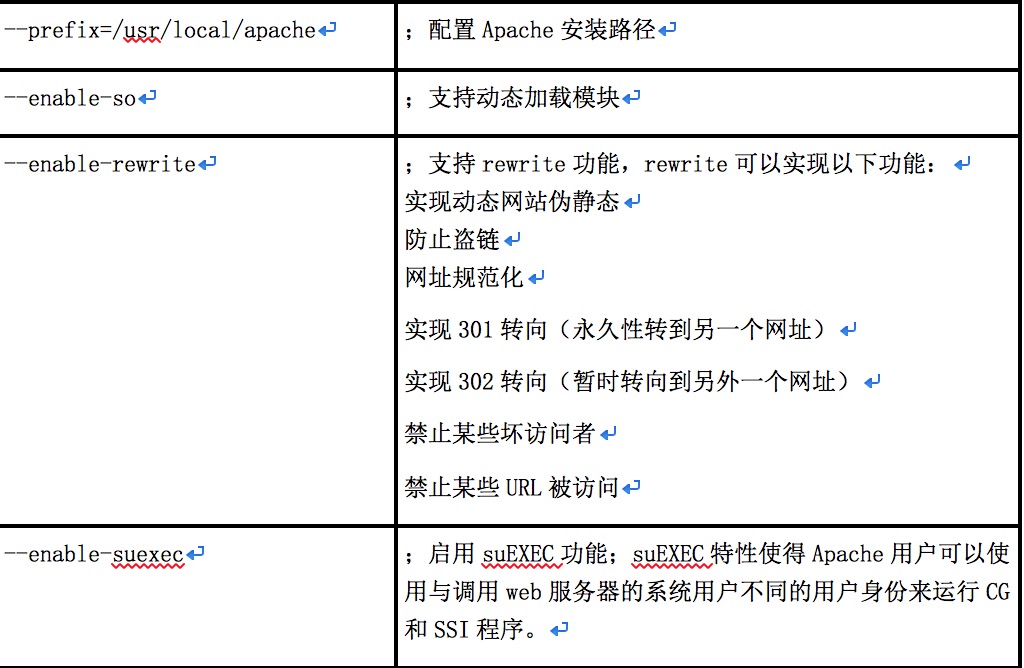 --prefix=/usr/local/apache
；配置 Apache 安装路径
--enable-so
；支持动态加载模块
--enable-rewrite
；支持 rewrite 功能，rewrite 可以实现以下功能：
实现动态网站伪静态
防止盗链
网址规范化
实现 301 转向（永久性转到另一个网址）
实现 302 转向（暂时转向到另外一个网址）
禁止某些坏访问者
禁止某些 URL 被访问
--enable-suexec
；启用 suEXEC 功能；suEXEC 特性使得 Apache 用户可以使
用与调用 web 服务器的系统用户不同的用户身份来运行 CG
和 SSI 程序。